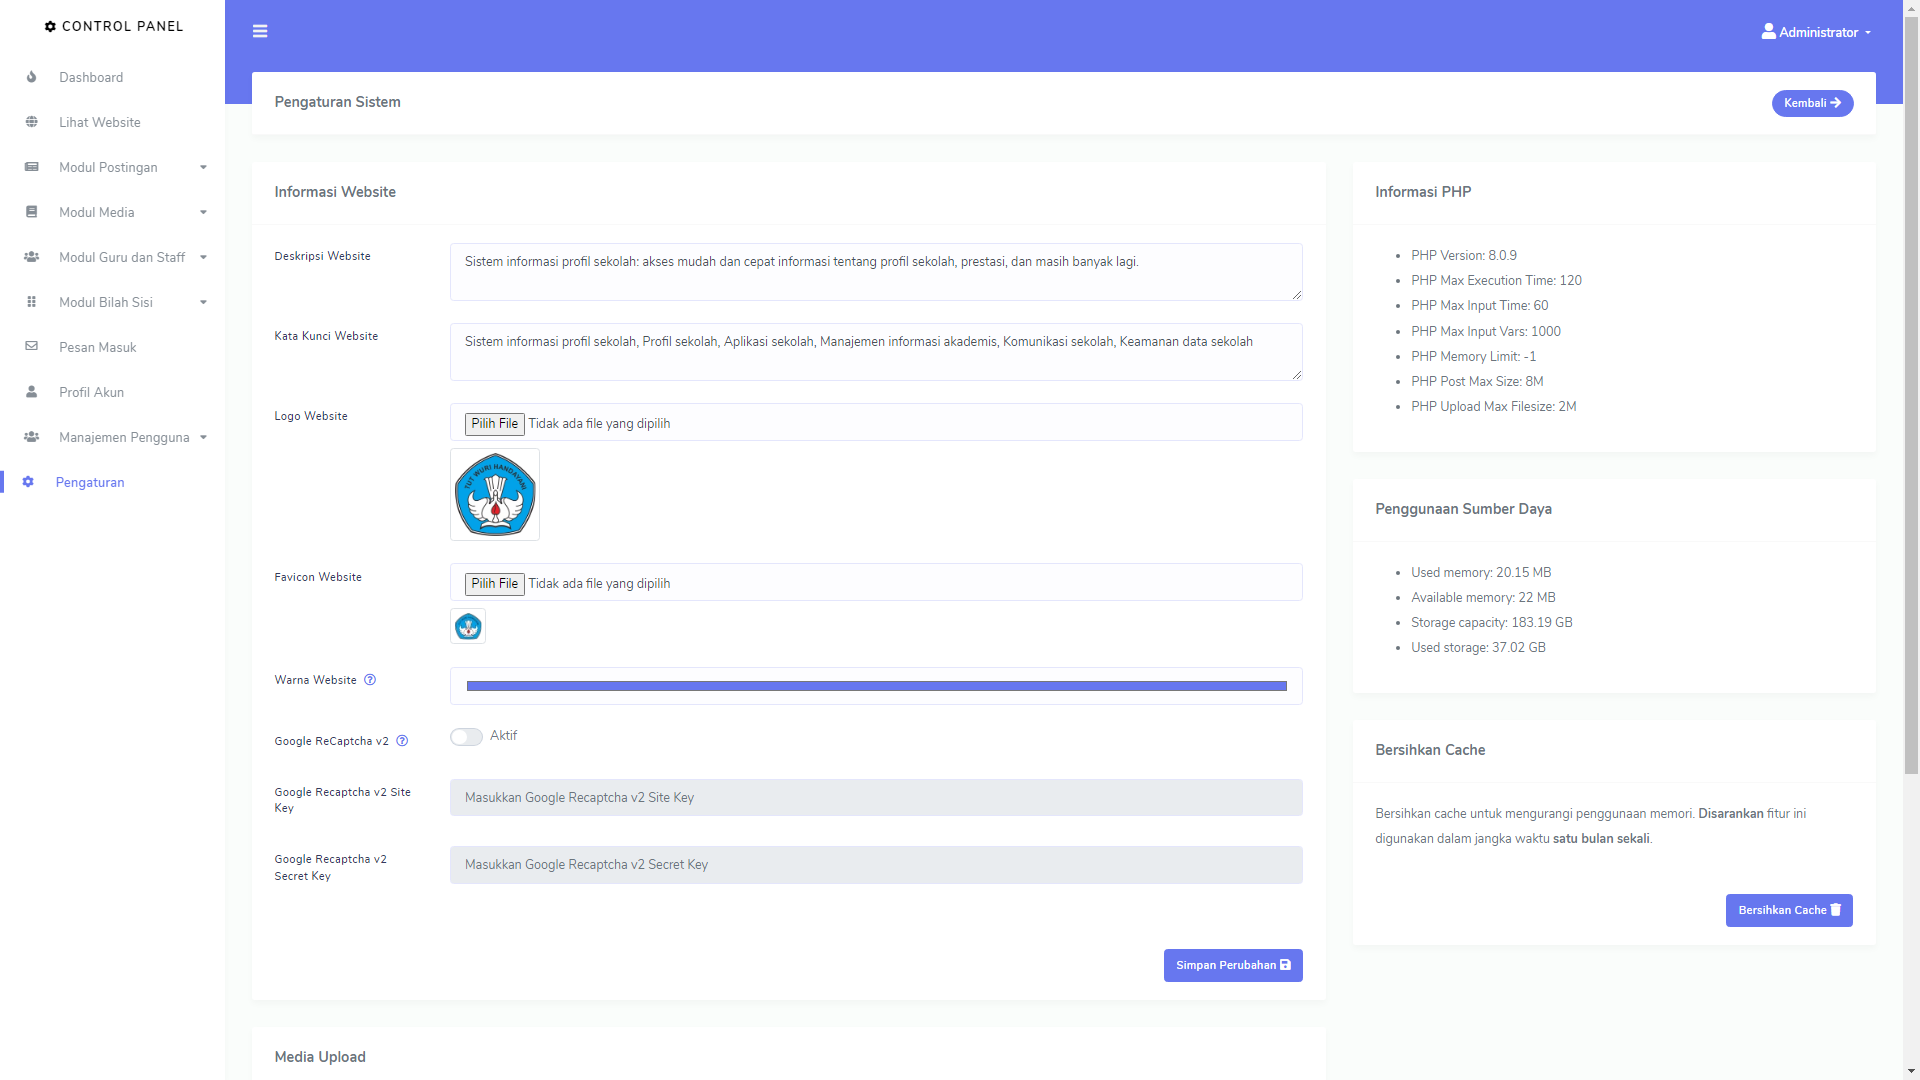 CONTROL PANEL
Dashboard
Lihat Website
Modul Postingan
Modul Media
Modul Guru dan Staff
Modul Bilah Sisi
Pesan Masuk
Profil Akun
Manajemen Pengguna
Pengaturan
Administrator
Pengaturan Sistem
Kembali
Informasi Website
Deskripsi Website
Sistem informasi profil sekolah: akses mudah dan cepat informasi tentang profil sekolah, prestasi, dan masih banyak lagi.
Kata Kunci Website
Sistem informasi profil sekolah, Profil sekolah, Aplikasi sekolah, Manajemen informasi akademis, Komunikasi sekolah, Keamanan data sekolah
Logo Website
Pilih File Tidak ada file yang dipilih
TUT WURI HANDAYANI
Favicon Website
Pilih File Tidak ada file yang dipilih
Warna Website
Google ReCaptcha v2
Aktif
Google Recaptcha v2 Site
Key
Masukkan Google Recaptcha v2 Site Key
Google Recaptcha v2
Secret Key
Masukkan Google Recaptcha v2 Secret Key
Simpan Perubahan
Media Upload
Informasi PHP
PHP Version: 8.0.9
PHP Max Execution Time: 120
PHP Max Input Time: 60
PHP Max Input Vars: 1000
PHP Memory Limit: -1
PHP Post Max Size: 8M
PHP Upload Max Filesize: 2M
Penggunaan Sumber Daya
Used memory: 20.15 MB
Available memory: 22 MB
Storage capacity: 183.19 GB
Used storage: 37.02 GB
Bersihkan Cache
Bersihkan cache untuk mengurangi penggunaan memori. Disarankan fitur ini
digunakan dalam jangka waktu satu bulan sekali.
Bersihkan Cache